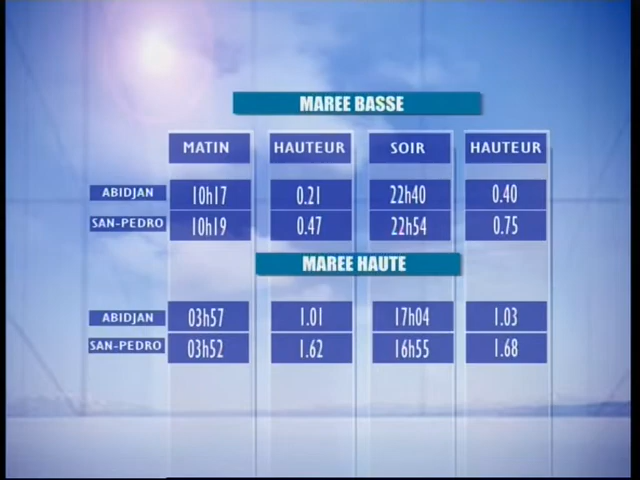 MAREE BASSE
MATIN HAUTEUR SOIR HAUTEUR
ABIDJAN 10h17 0.21 22h40 0.40
SAN-PEDRO 10h19 0.47 22h54 0.75
MAREE HAUTE
ABIDJAN 03h57 1.01 17h04 1.03
SAN-PEDRO 03h52 1.62 16h55 1.68